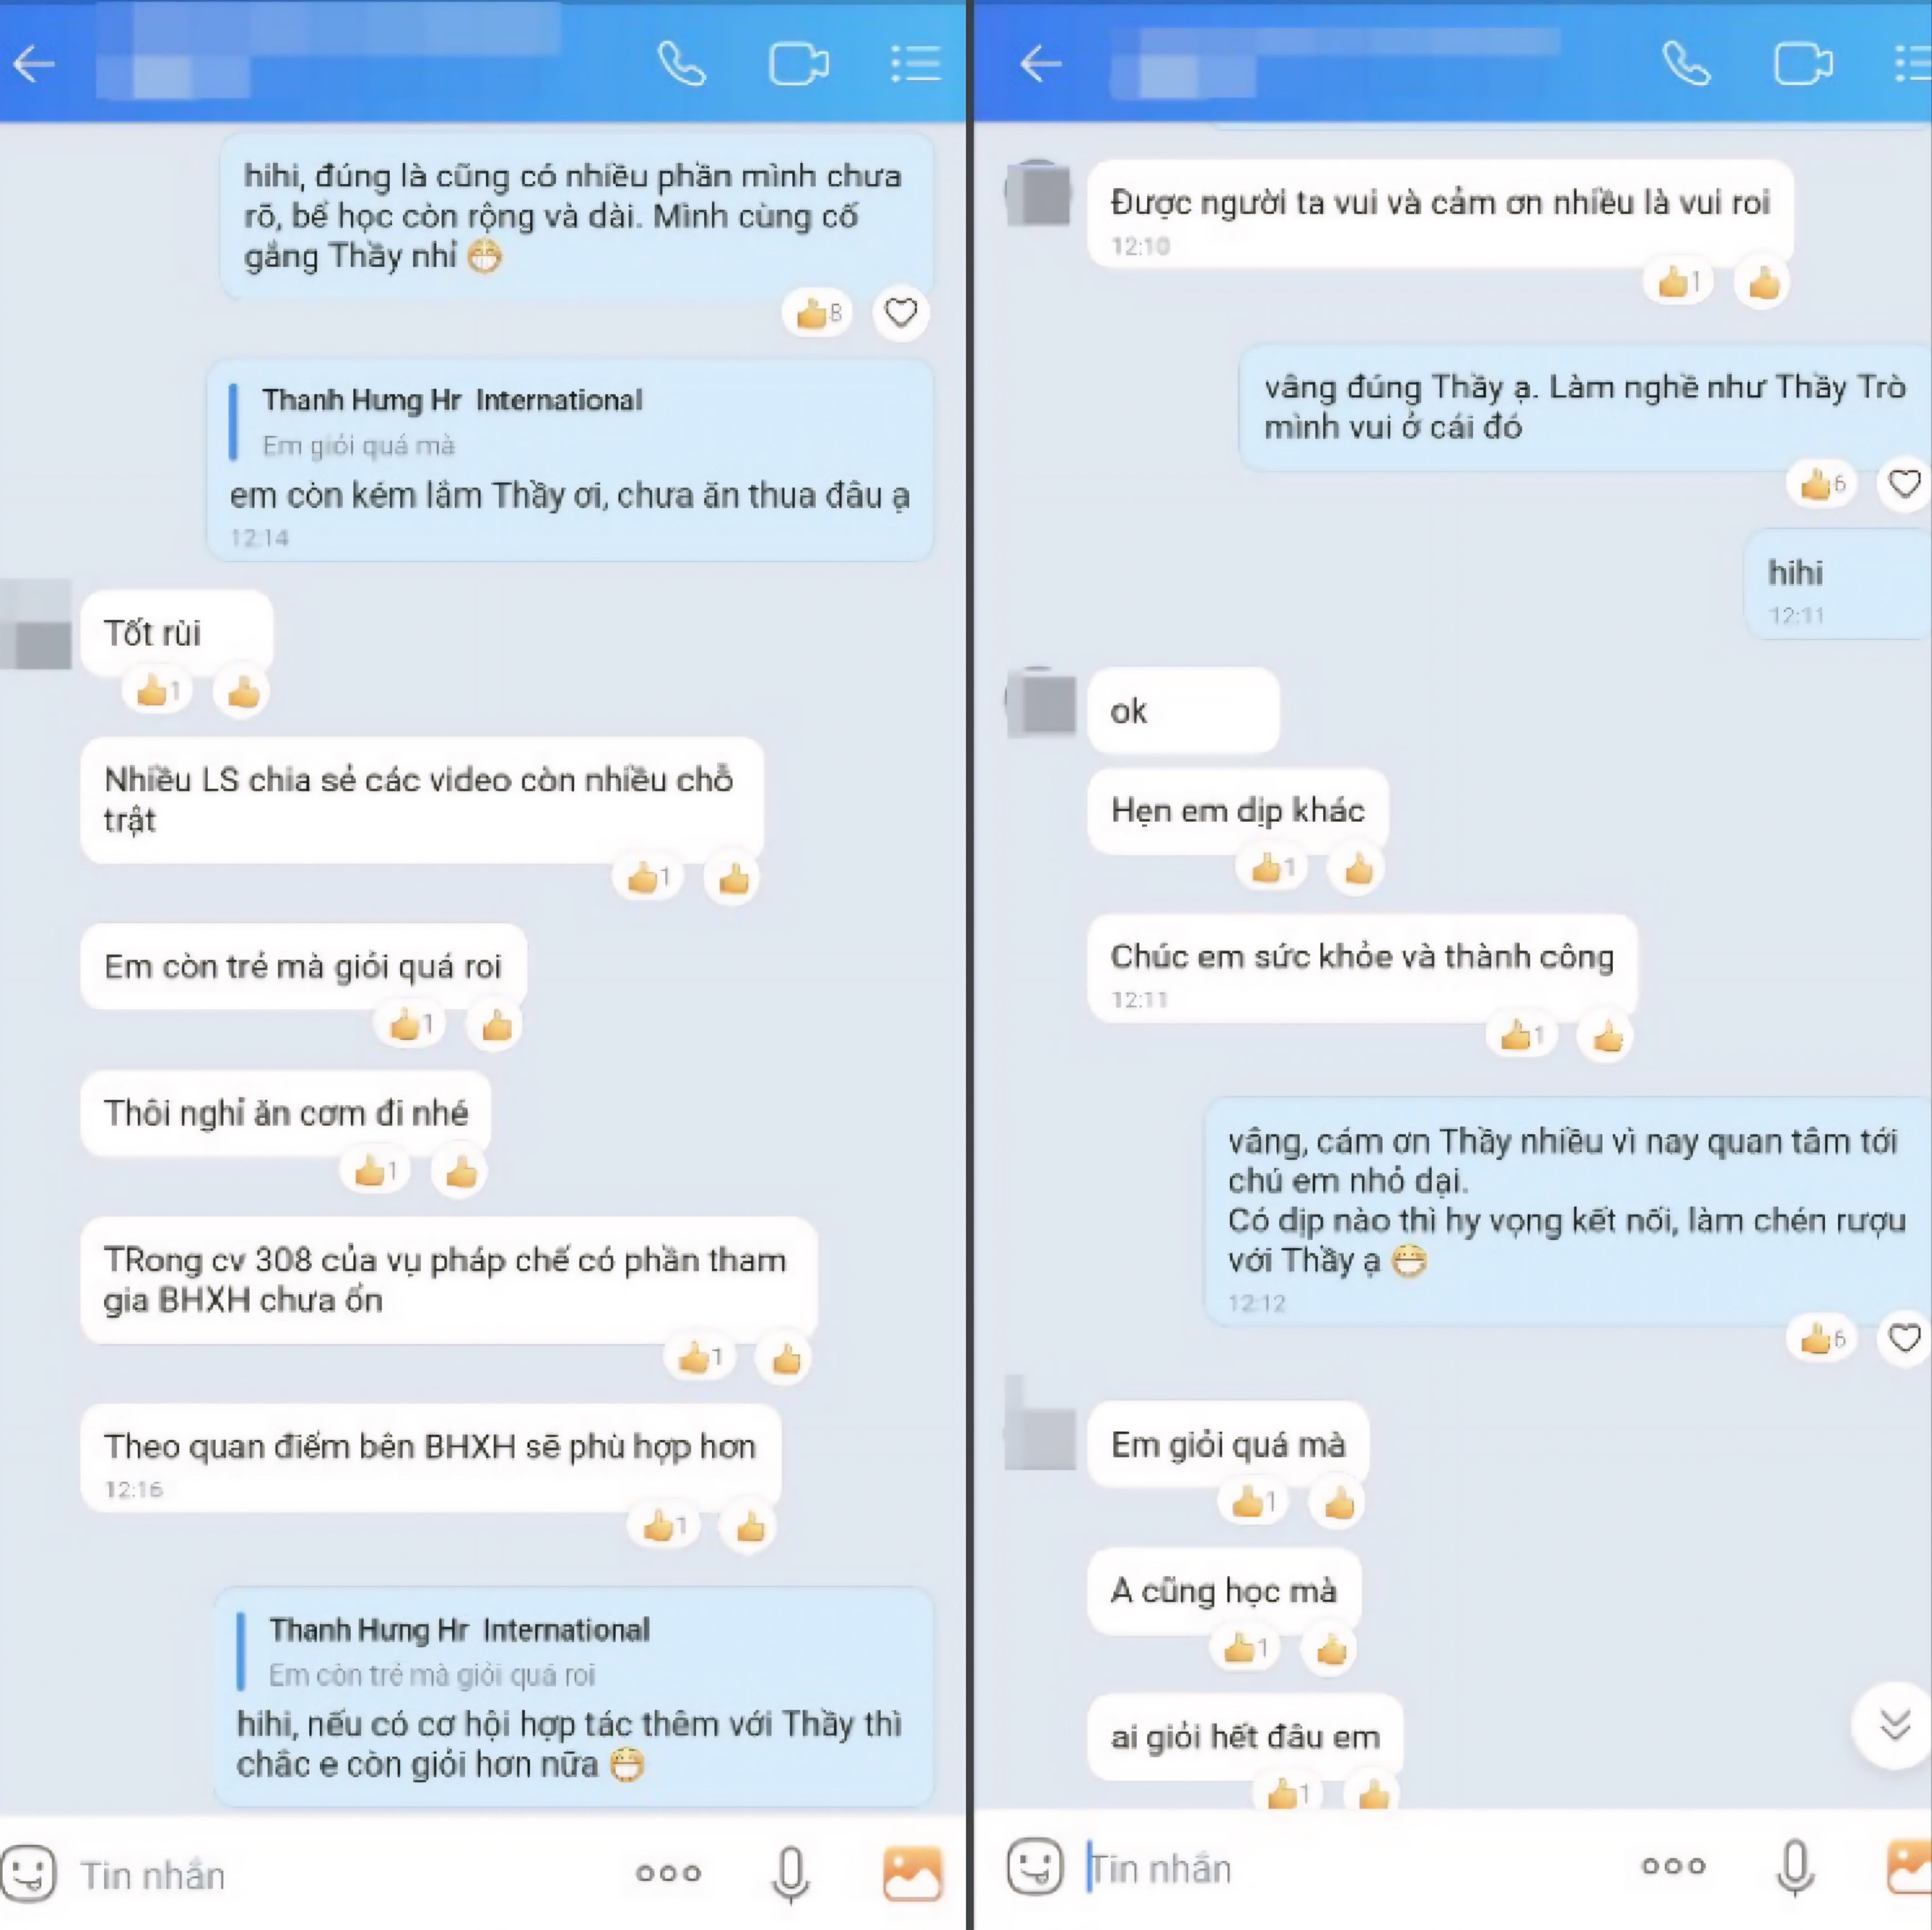 hihi, đúng là cũng có nhiều phần mình chưa
rõ, bể học còn rộng và dài. Mình cùng cố
gắng Thầy nhỉ
8
Thanh Hưng Hr International
Em giỏi quá mà
em còn kém lắm Thầy ơi, chưa ăn thua đâu ạ
12:14
Tốt rùi
1
Nhiều LS chia sẻ các video còn nhiều chỗ
trật
1
Em còn trẻ mà giỏi quá roi
1
Thôi nghỉ ăn cơm đi nhé
1
TRong cv 308 của vụ pháp chế có phần tham
gia BHXH chưa ổn
1
Theo quan điểm bên BHXH sẽ phù hợp hơn
12:16
1
Thanh Hưng Hr International
Em còn trẻ mà giỏi quá roi
hihi, nếu có cơ hội hợp tác thêm với Thầy thì
chắc e còn giỏi hơn nữa
Tin nhắn
Được người ta vui và cảm ơn nhiều là vui roi
12:10
1
vâng đúng Thầy ạ. Làm nghề như Thầy Trò
mình vui ở cái đó
6
hihi
12:11
ok
Hẹn em dịp khác
1
Chúc em sức khỏe và thành công
12:11
1
vâng, cám ơn Thầy nhiều vì nay quan tâm tới
chú em nhỏ dại.
Có dịp nào thì hy vọng kết nối, làm chén rượu
với Thầy ạ
12:12
6
Em giỏi quá mà
1
A cũng học mà
1
ai giỏi hết đâu em
1
Tin nhắn